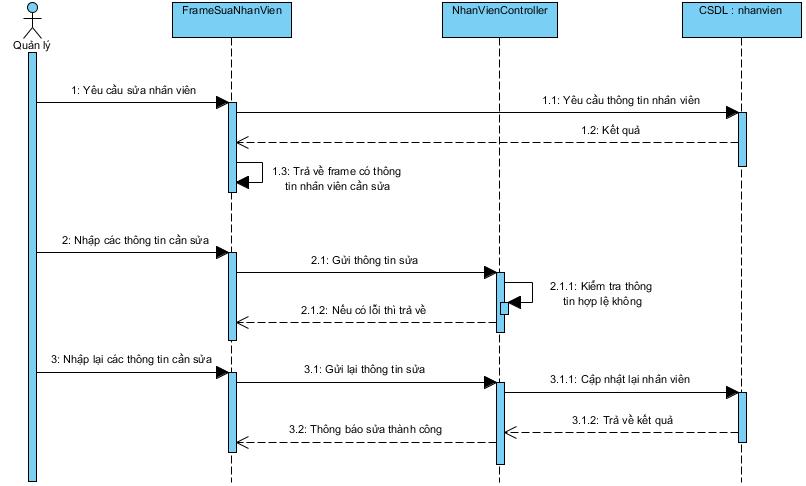 FrameSuaNhanVien
NhanVienController
CSDL : nhanvien
Quản lý
1: Yêu cầu sửa nhân viên
1.1: Yêu cầu thông tin nhân viên
1.2: Kết quả
1.3: Trả về frame có thông
tin nhân viên cần sửa
2: Nhập các thông tin cần sửa
2.1: Gửi thông tin sửa
2.1.1: Kiểm tra thông
tin hợp lệ không
2.1.2: Nếu có lỗi thì trả về
3: Nhập lại các thông tin cần sửa
3.1: Gửi lại thông tin sửa
3.1.1: Cập nhật lại nhân viên
3.1.2: Trả về kết quả
3.2: Thông báo sửa thành công